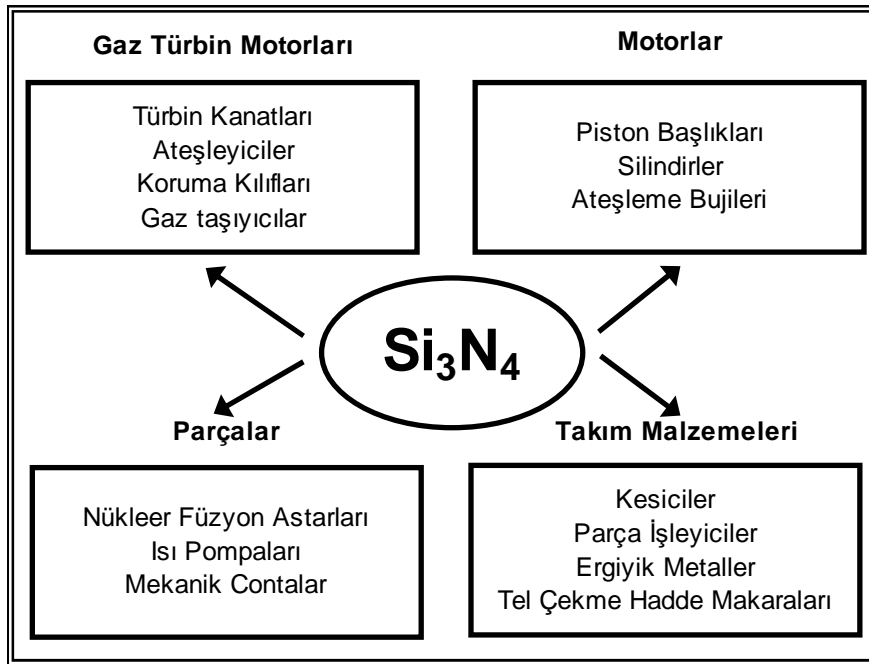 Gaz Türbin Motorları
Türbin Kanatları
Ateşleyiciler
Koruma Kılıfları
Gaz taşıyıcılar
Motorlar
Piston Başlıkları
Silindirler
Ateşleme Bujileri
Si₃N₄
Parçalar
Nükleer Füzyon Astarları
Isı Pompaları
Mekanik Contalar
Takım Malzemeleri
Kesiciler
Parça İşleyiciler
Ergiyik Metaller
Tel Çekme Hadde Makaraları